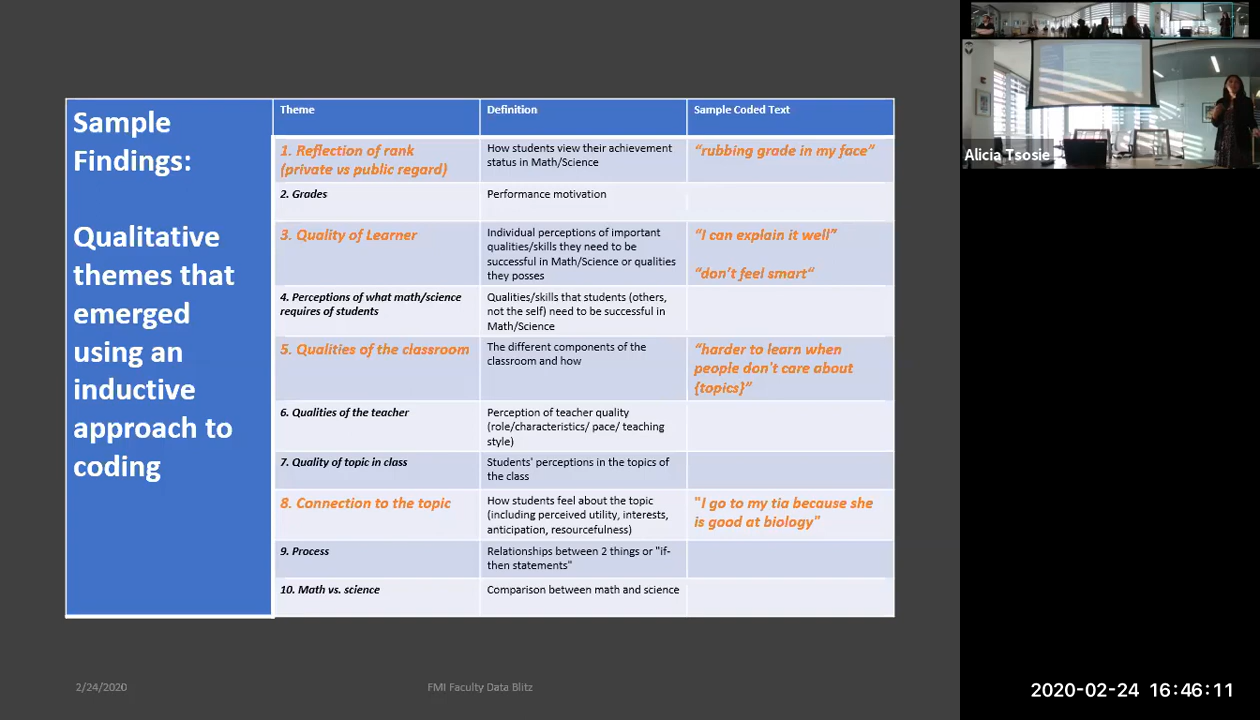 Sample
Findings:
Qualitative
themes that
emerged
using an
inductive
approach to
coding
Theme
Definition
Sample Coded Text
1. Reflection of rank
(private vs public regard)
How students view their achievement
status in Math/Science
“rubbing grade in my face”
2. Grades
Performance motivation
3. Quality of Learner
Individual perceptions of important
qualities/skills they need to be
successful in Math/Science or qualities
they posses
“I can explain it well”
“don’t feel smart“
4. Perceptions of what math/science
requires of students
Qualities/skills that students (others,
not the self) need to be successful in
Math/Science
5. Qualities of the classroom
The different components of the
classroom and how
“harder to learn when
people don't care about
{topics}”
6. Qualities of the teacher
Perception of teacher quality
(role/characteristics/ pace/ teaching
style)
7. Quality of topic in class
Students' perceptions in the topics of
the class
8. Connection to the topic
How students feel about the topic
(including perceived utility, interests,
anticipation, resourcefulness)
"I go to my tia because she
is good at biology"
9. Process
Relationships between 2 things or "if-
then statements"
10. Math vs. science
Comparison between math and science
2/24/2020
FMI Faculty Data Blitz
Alicia Tsosie
2020-02-24 16:46:11